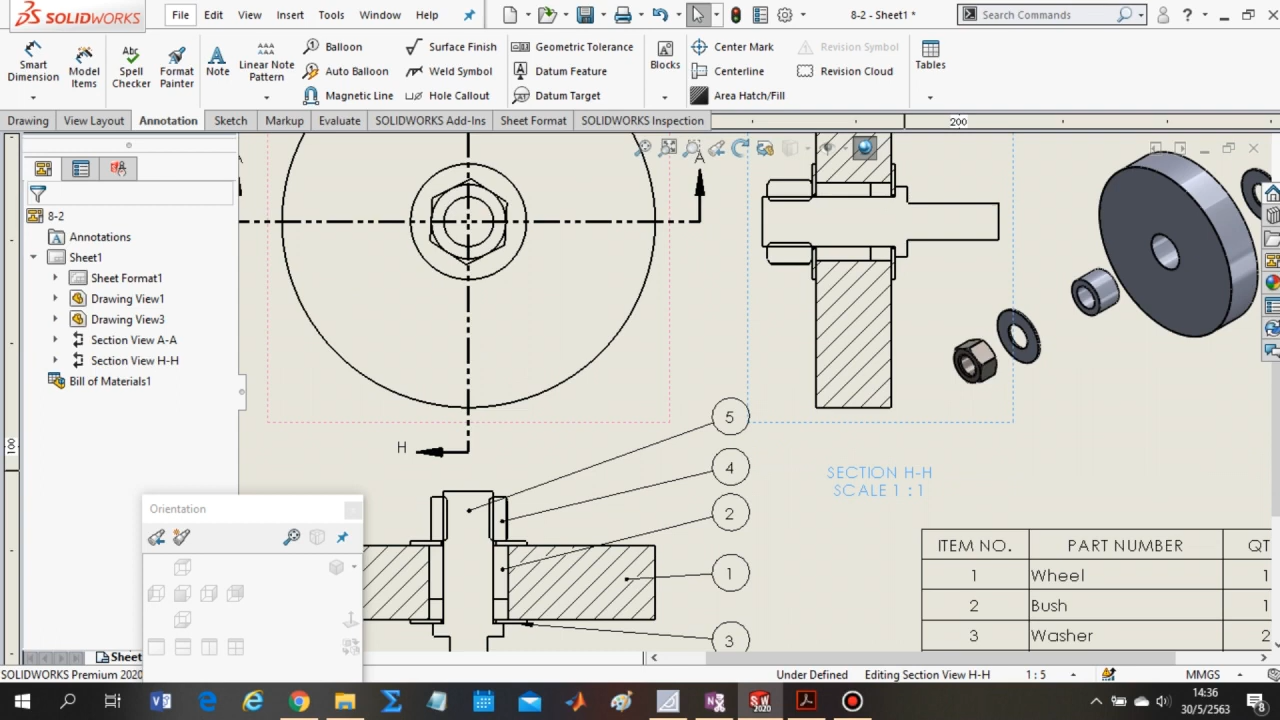 SOLIDWORKS
File Edit View Insert Tools Window Help
8-2 - Sheet1 *
Search Commands
?
Smart Dimension
Model Items
Abc
Spell Checker
Format Painter
Note
Linear Note Pattern
Balloon
Auto Balloon
Magnetic Line
Surface Finish
Weld Symbol
Hole Callout
Geometric Tolerance
Datum Feature
Datum Target
Blocks
Center Mark
Centerline
Area Hatch/Fill
Revision Symbol
Revision Cloud
Tables
Drawing View Layout Annotation Sketch Markup Evaluate SOLIDWORKS Add-Ins Sheet Format SOLIDWORKS Inspection
200
8-2
Annotations
Sheet1
Sheet Format1
Drawing View1
Drawing View3
Section View A-A
Section View H-H
Bill of Materials1
100
A
H
5
4
2
1
3
SECTION H-H
SCALE 1 : 1
ITEM NO. PART NUMBER QT
1 Wheel 1
2 Bush 1
3 Washer 2
Orientation
Sheet
SOLIDWORKS Premium 2020
Under Defined Editing Section View H-H 1 : 5 MMGS
14:36
30/5/2563
8
SW
2020